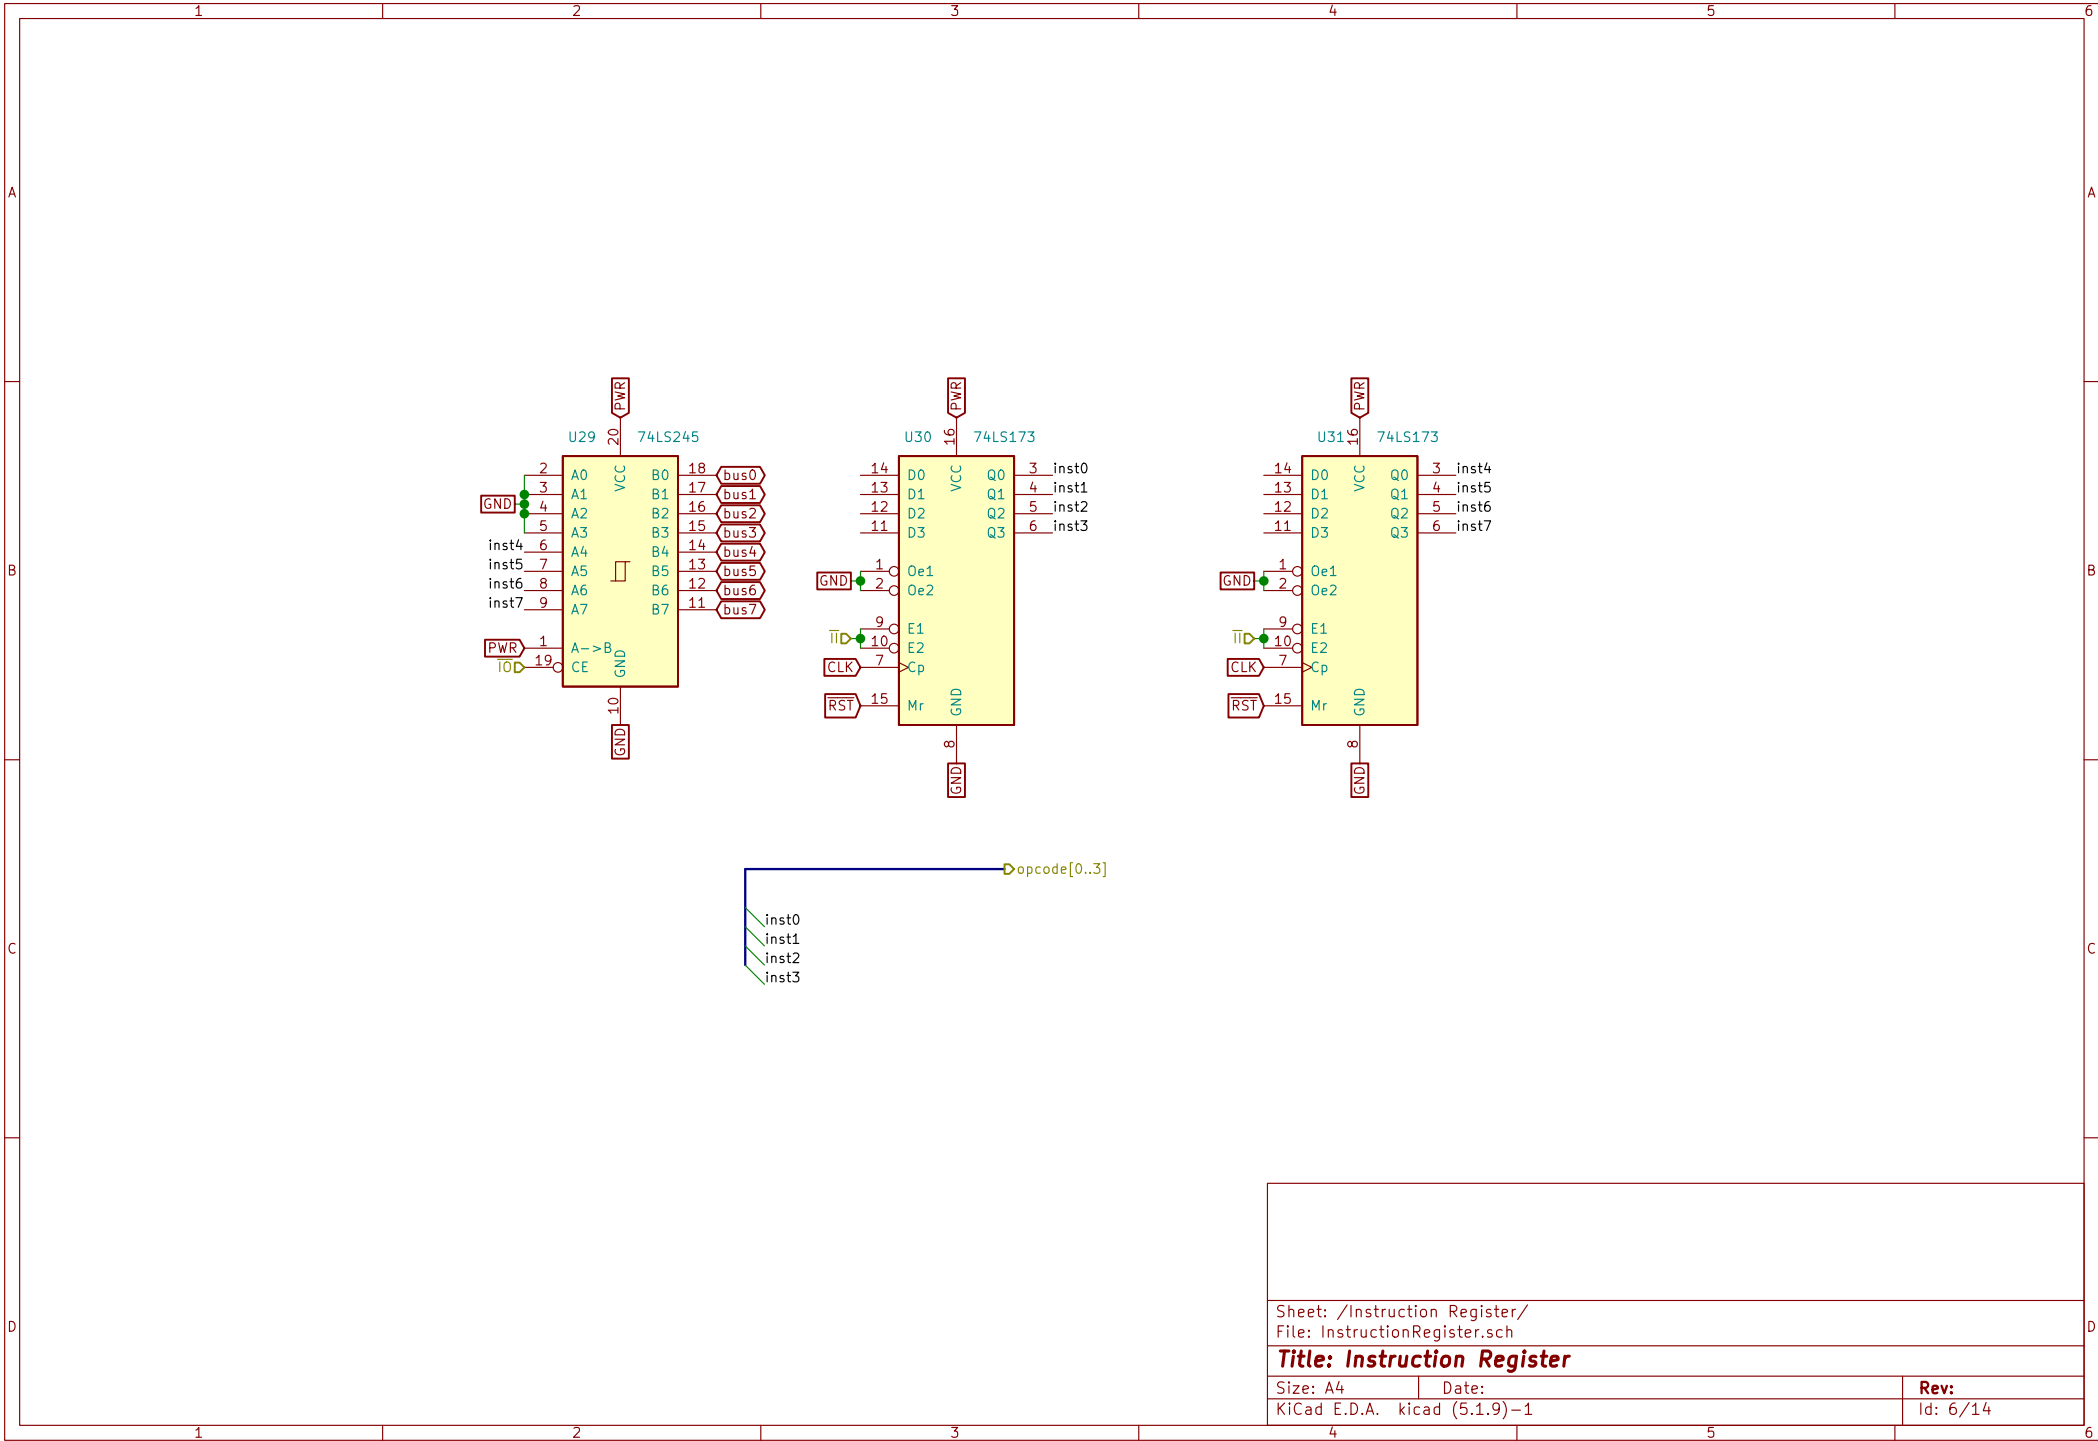 1 2 3 4 5 6
A A
PWR PWR PWR
U29 20 74LS245 U30 16 74LS173 U31 16 74LS173
2 A0 VCC B0 18 bus0 14 D0 VCC Q0 3 inst0 14 D0 VCC Q0 3 inst4
3 A1 B1 17 bus1 13 D1 Q1 4 inst1 13 D1 Q1 4 inst5
GND
4 A2 B2 16 bus2 12 D2 Q2 5 inst2 12 D2 Q2 5 inst6
5 A3 B3 15 bus3 11 D3 Q3 6 inst3 11 D3 Q3 6 inst7
inst4 6 A4 B4 14 bus4
B inst5 7 A5 B5 13 bus5 1 Oe1 1 Oe1 B
GND GND
inst6 8 A6 B6 12 bus6 2 Oe2 2 Oe2
inst7 9 A7 B7 11 bus7
9 E1 9 E1
II II
PWR 1 A->B 10 E2 10 E2
IO 19 CE GND CLK 7 Cp CLK 7 Cp
10 RST 15 Mr GND RST 15 Mr GND
GND 8 8
GND GND
opcode[0..3]
inst0
inst1
C inst2 C
inst3
Sheet: /Instruction Register/
D File: InstructionRegister.sch D
Title: Instruction Register
Size: A4 Date: Rev:
KiCad E.D.A. kicad (5.1.9)-1 Id: 6/14
1 2 3 4 5 6